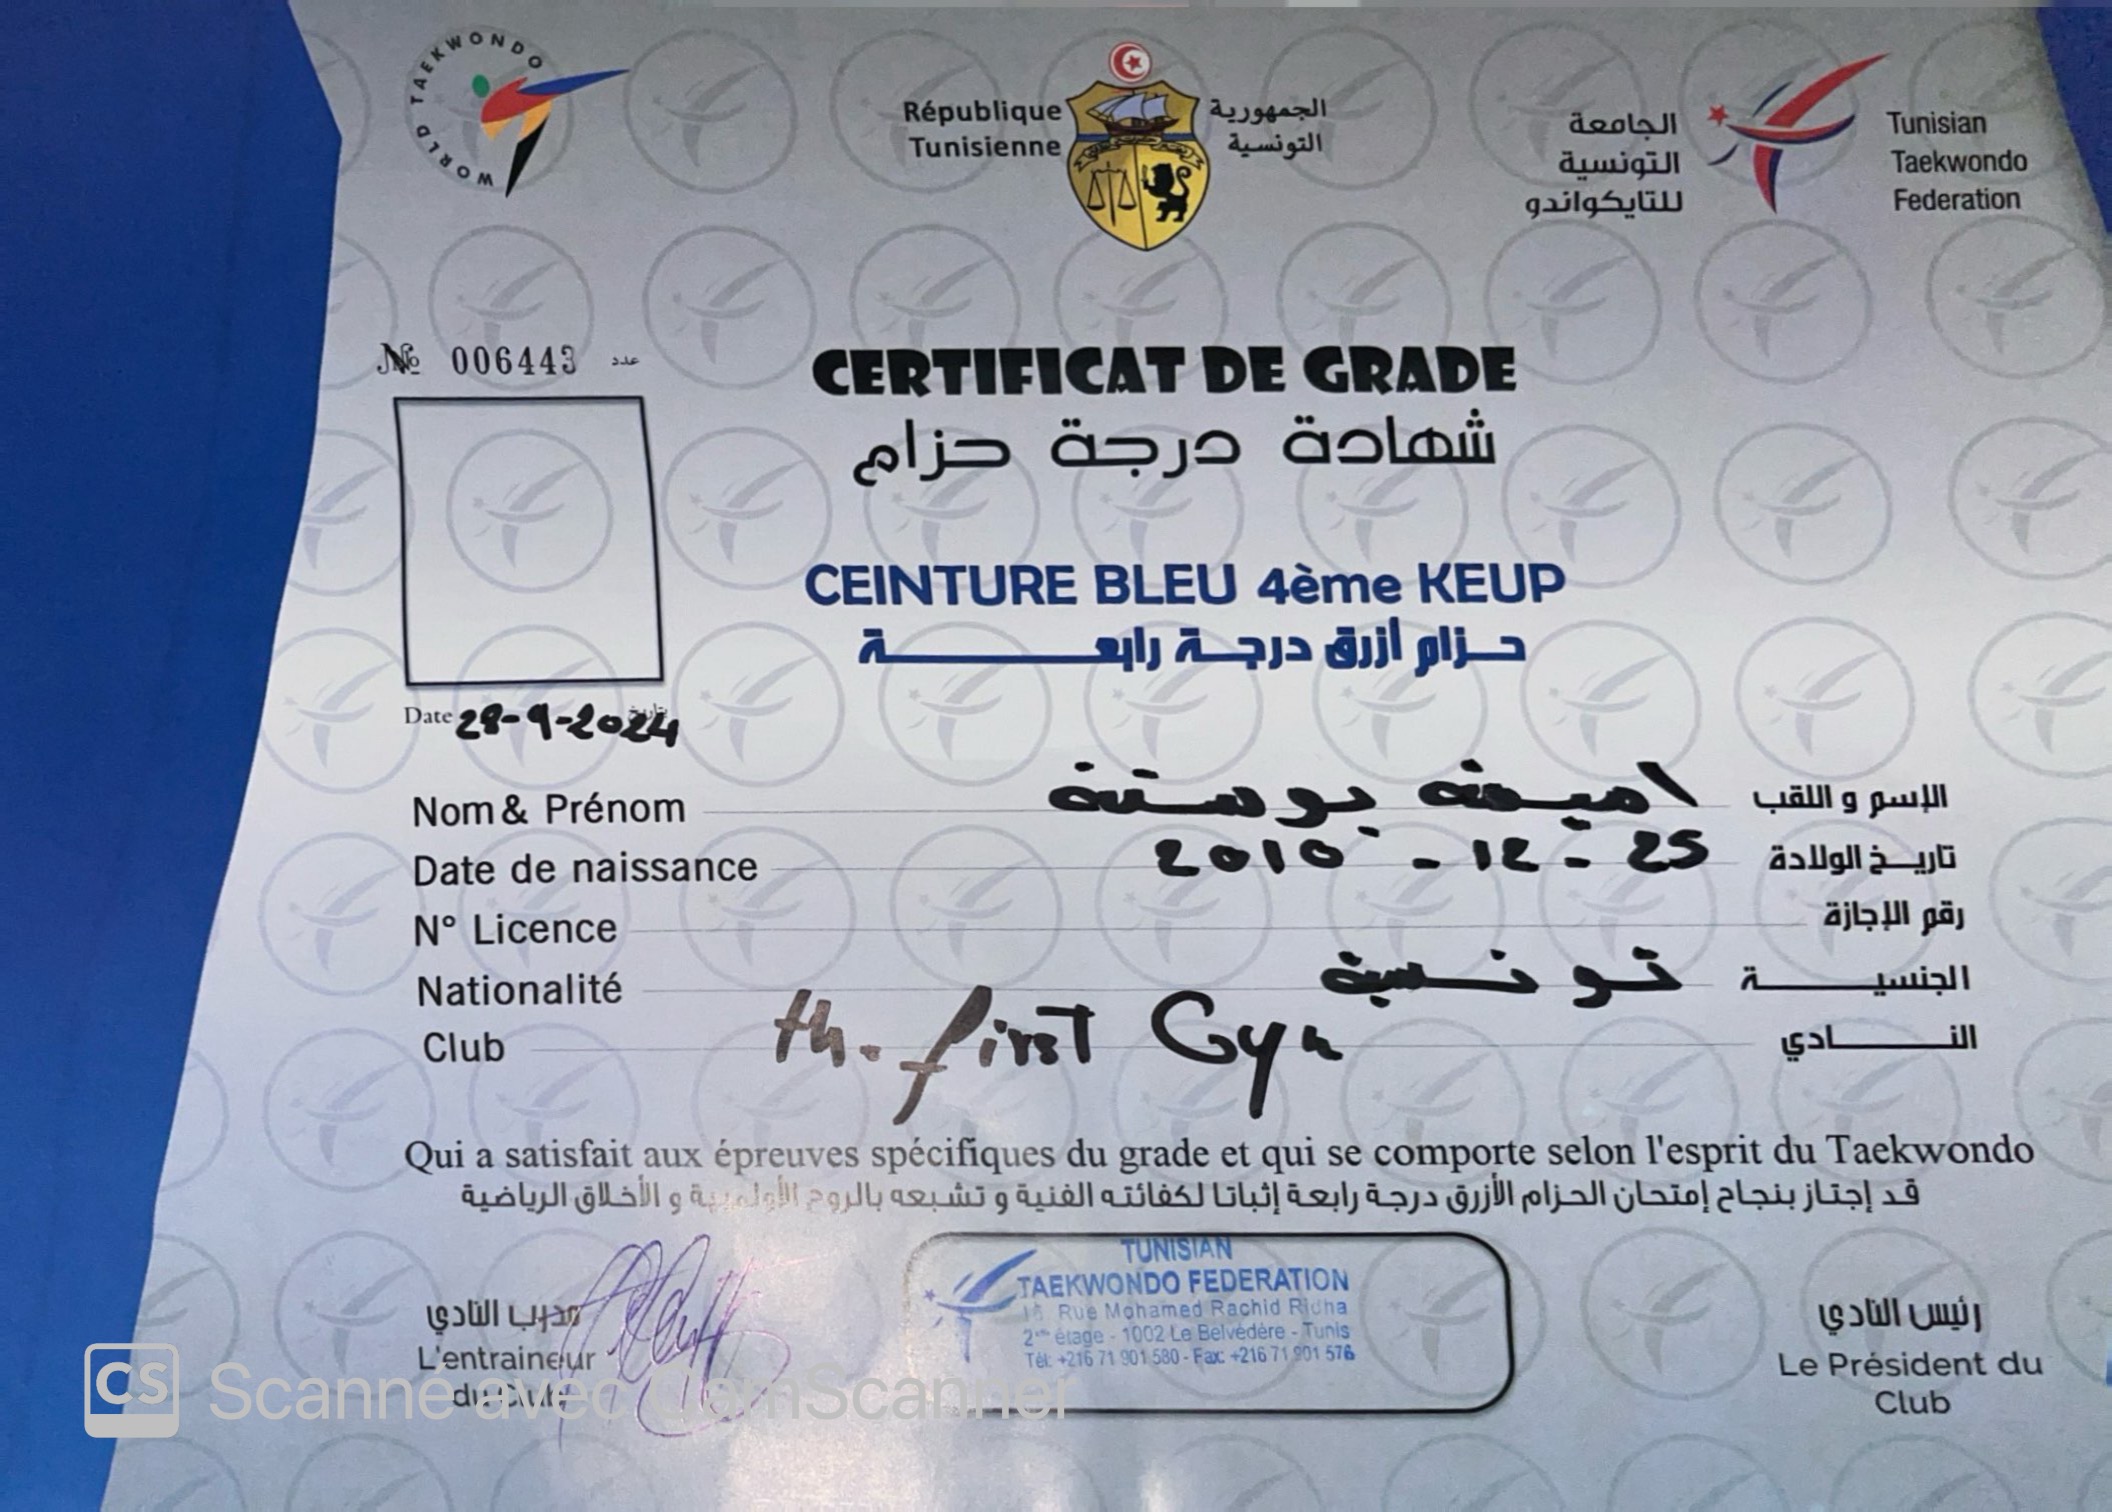 WORLD TAEKWONDO
République
Tunisienne
الجمهورية
التونسية
الجامعة
التونسية
للتايكواندو
Tunisian
Taekwondo
Federation
№ 006443 عدد
CERTIFICAT DE GRADE
شهادة درجة حزام
CEINTURE BLEU 4ème KEUP
حزام أزرق درجة رابعة
Date 28-9-2024 تاريخ
Nom & Prénom اميمة بوستة الإسم و اللقب
Date de naissance 2010 - 12 - 25 تاريخ الولادة
N° Licence رقم الإجازة
Nationalité تونسية الجنسية
Club th. first Gym النادي
Qui a satisfait aux épreuves spécifiques du grade et qui se comporte selon l'esprit du Taekwondo
قد إجتاز بنجاح إمتحان الحزام الأزرق درجة رابعة إثباتا لكفائته الفنية و تشبعه بالروح الأولمبية و الأخلاق الرياضية
مدرب النادي
L'entraineur
du club
TUNISIAN
TAEKWONDO FEDERATION
Rue Mohamed Rachid Ridha
2ème étage - 1002 Le Belvédère - Tunis
Tél: +216 71 901 580 - Fax: +216 71 901 576
رئيس النادي
Le Président du
Club
CS Scanné avec CamScanner